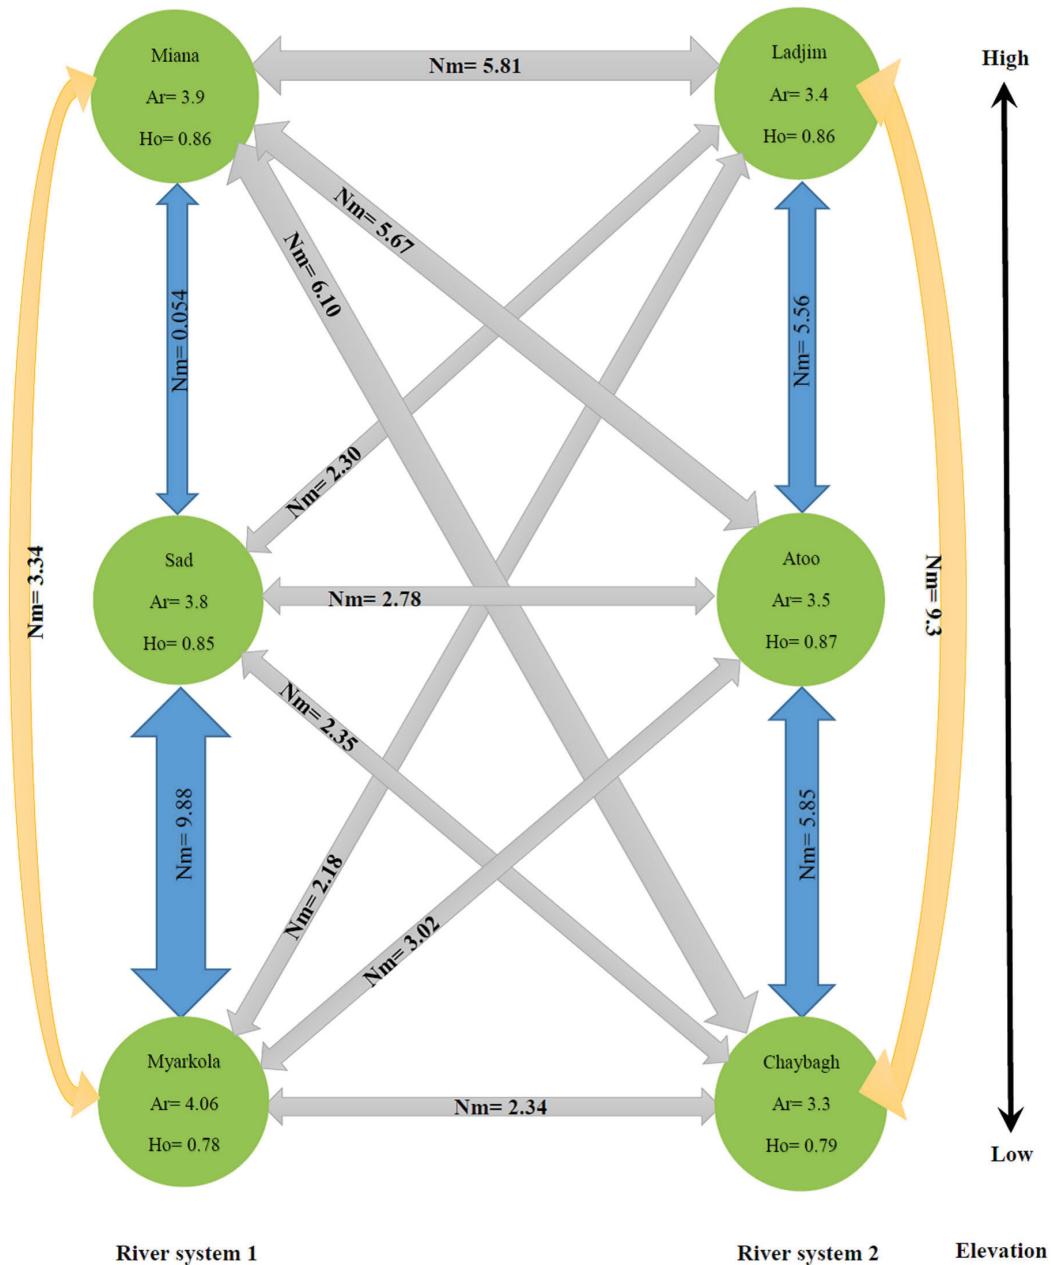 Miana
Ar= 3.9
Ho= 0.86
Nm= 5.81
Ladjim
Ar= 3.4
Ho= 0.86
High
Nm= 5.67
Nm= 6.10
Nm= 0.054
Nm= 5.56
Nm= 2.30
Nm= 3.34
Sad
Ar= 3.8
Ho= 0.85
Nm= 2.78
Atoo
Ar= 3.5
Ho= 0.87
Nm= 9.3
Nm= 2.35
Nm= 9.88
Nm= 5.85
Nm= 2.18
Nm= 3.02
Myarkola
Ar= 4.06
Ho= 0.78
Nm= 2.34
Chaybagh
Ar= 3.3
Ho= 0.79
Low
River system 1
River system 2
Elevation